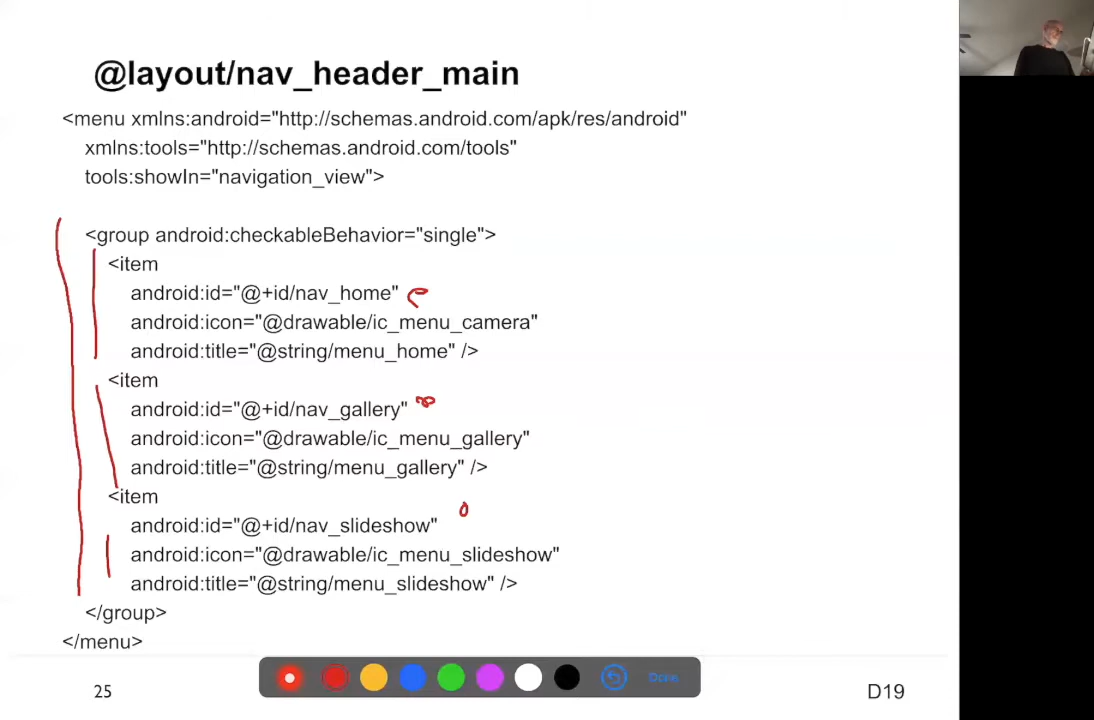 @layout/nav_header_main
<menu xmlns:android="http://schemas.android.com/apk/res/android"
xmlns:tools="http://schemas.android.com/tools"
tools:showIn="navigation_view">
<group android:checkableBehavior="single">
<item
android:id="@+id/nav_home"
android:icon="@drawable/ic_menu_camera"
android:title="@string/menu_home" />
<item
android:id="@+id/nav_gallery"
android:icon="@drawable/ic_menu_gallery"
android:title="@string/menu_gallery" />
<item
android:id="@+id/nav_slideshow"
android:icon="@drawable/ic_menu_slideshow"
android:title="@string/menu_slideshow" />
</group>
</menu>
Done
25
D19